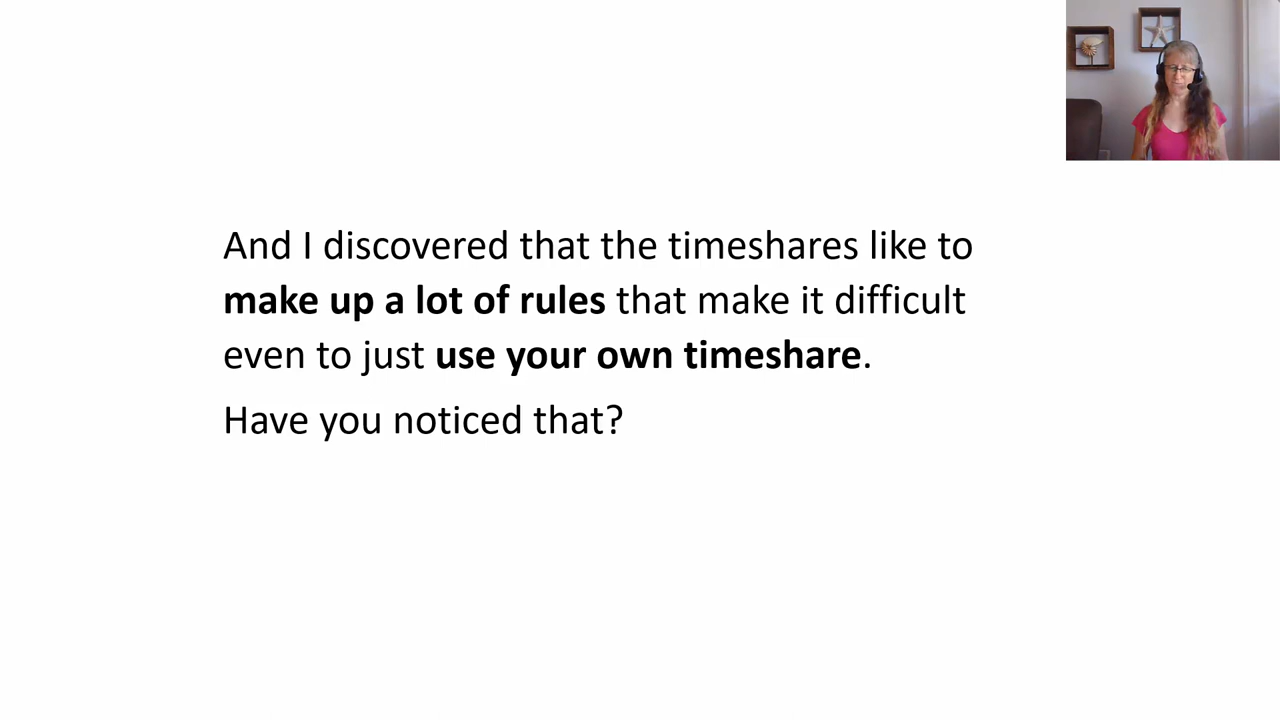 And I discovered that the timeshares like to
make up a lot of rules that make it difficult
even to just use your own timeshare.
Have you noticed that?